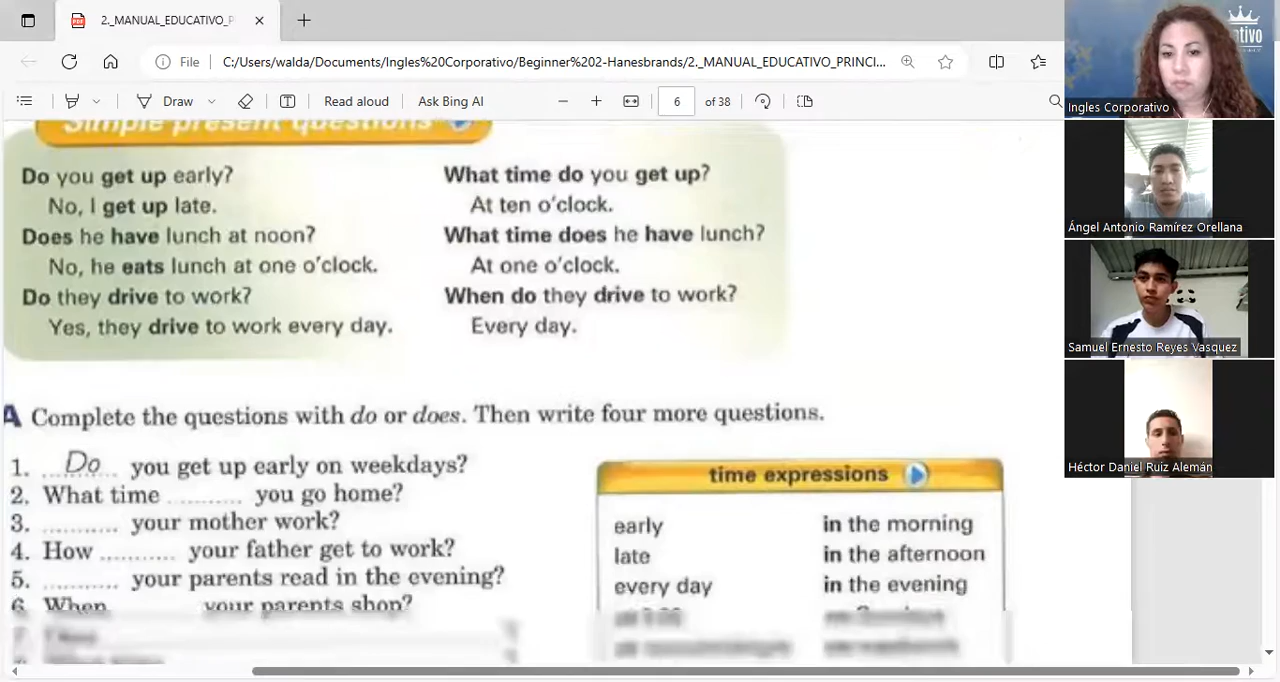 2._MANUAL_EDUCATIVO_P
File
C:/Users/walda/Documents/Ingles%20Corporativo/Beginner%202-Hanesbrands/2._MANUAL_EDUCATIVO_PRINCI...
Draw
Read aloud
Ask Bing AI
6
of 38
Simple present questions
Do you get up early?
No, I get up late.
Does he have lunch at noon?
No, he eats lunch at one o'clock.
Do they drive to work?
Yes, they drive to work every day.
What time do you get up?
At ten o'clock.
What time does he have lunch?
At one o'clock.
When do they drive to work?
Every day.
A Complete the questions with do or does. Then write four more questions.
1. Do you get up early on weekdays?
2. What time .......... you go home?
3. .......... your mother work?
4. How .......... your father get to work?
5. .......... your parents read in the evening?
6. When your parents shop?
time expressions
early
late
every day
in the morning
in the afternoon
in the evening
Ingles Corporativo
Ángel Antonio Ramírez Orellana
Samuel Ernesto Reyes Vasquez
Héctor Daniel Ruiz Alemán